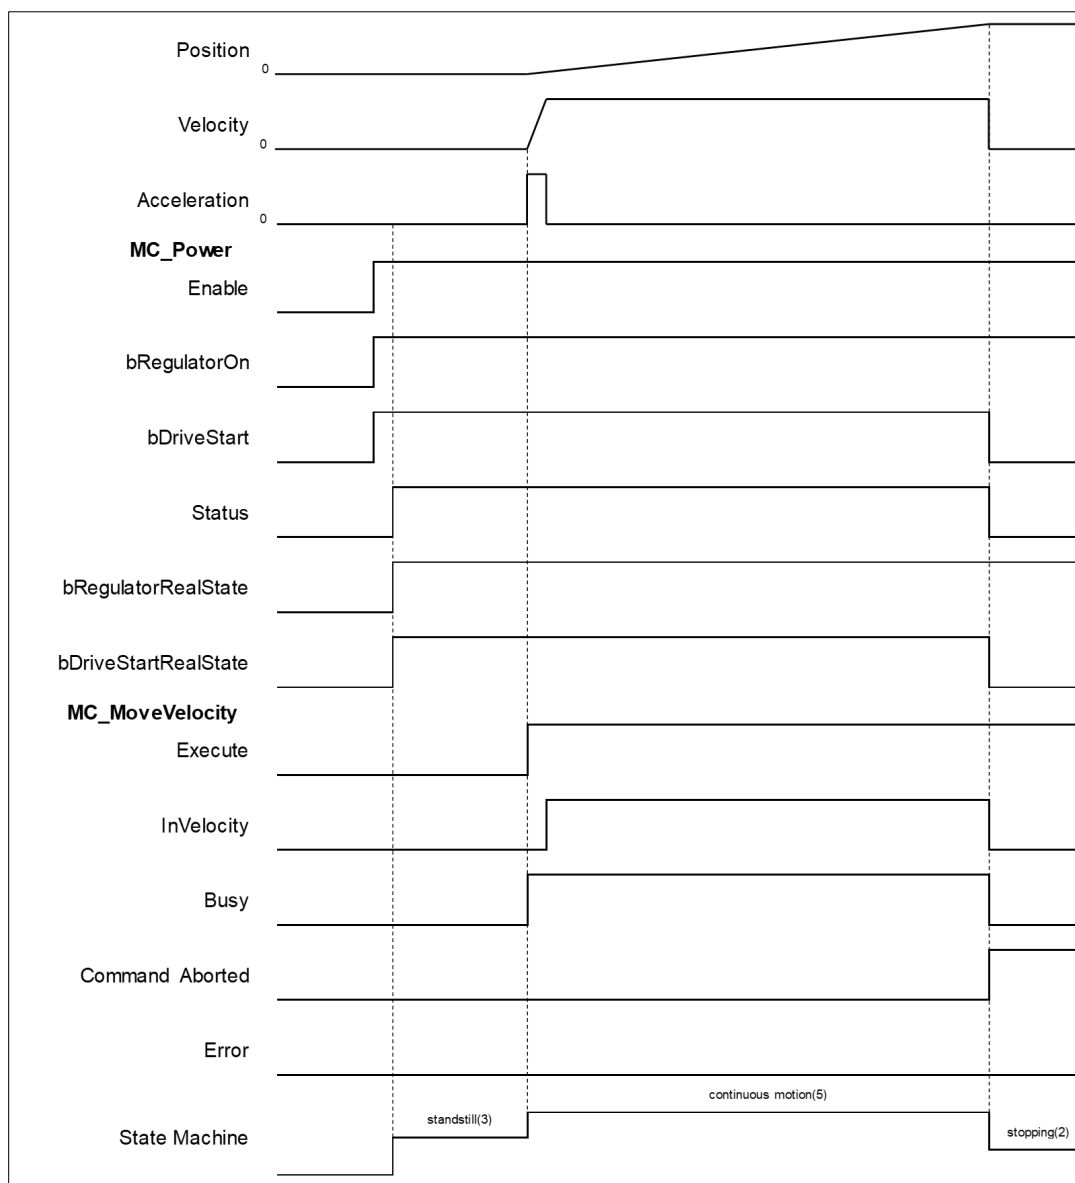 Position
0
Velocity
0
Acceleration
0
MC_Power
Enable
bRegulatorOn
bDriveStart
Status
bRegulatorRealState
bDriveStartRealState
MC_MoveVelocity
Execute
InVelocity
Busy
Command Aborted
Error
continuous motion(5)
standstill(3)
stopping(2)
State Machine